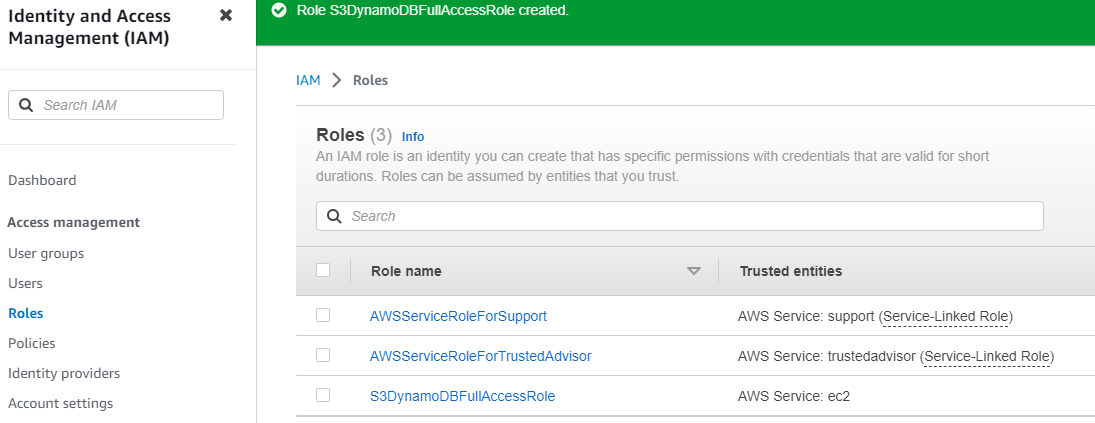 Identity and Access
Management (IAM)
Search IAM
Dashboard
Access management
User groups
Users
Roles
Policies
Identity providers
Account settings
Role S3DynamoDBFullAccessRole created.
IAM > Roles
Roles (3) Info
An IAM role is an identity you can create that has specific permissions with credentials that are valid for short
durations. Roles can be assumed by entities that you trust.
Search
Role name Trusted entities
AWSServiceRoleForSupport AWS Service: support (Service-Linked Role)
AWSServiceRoleForTrustedAdvisor AWS Service: trustedadvisor (Service-Linked Role)
S3DynamoDBFullAccessRole AWS Service: ec2